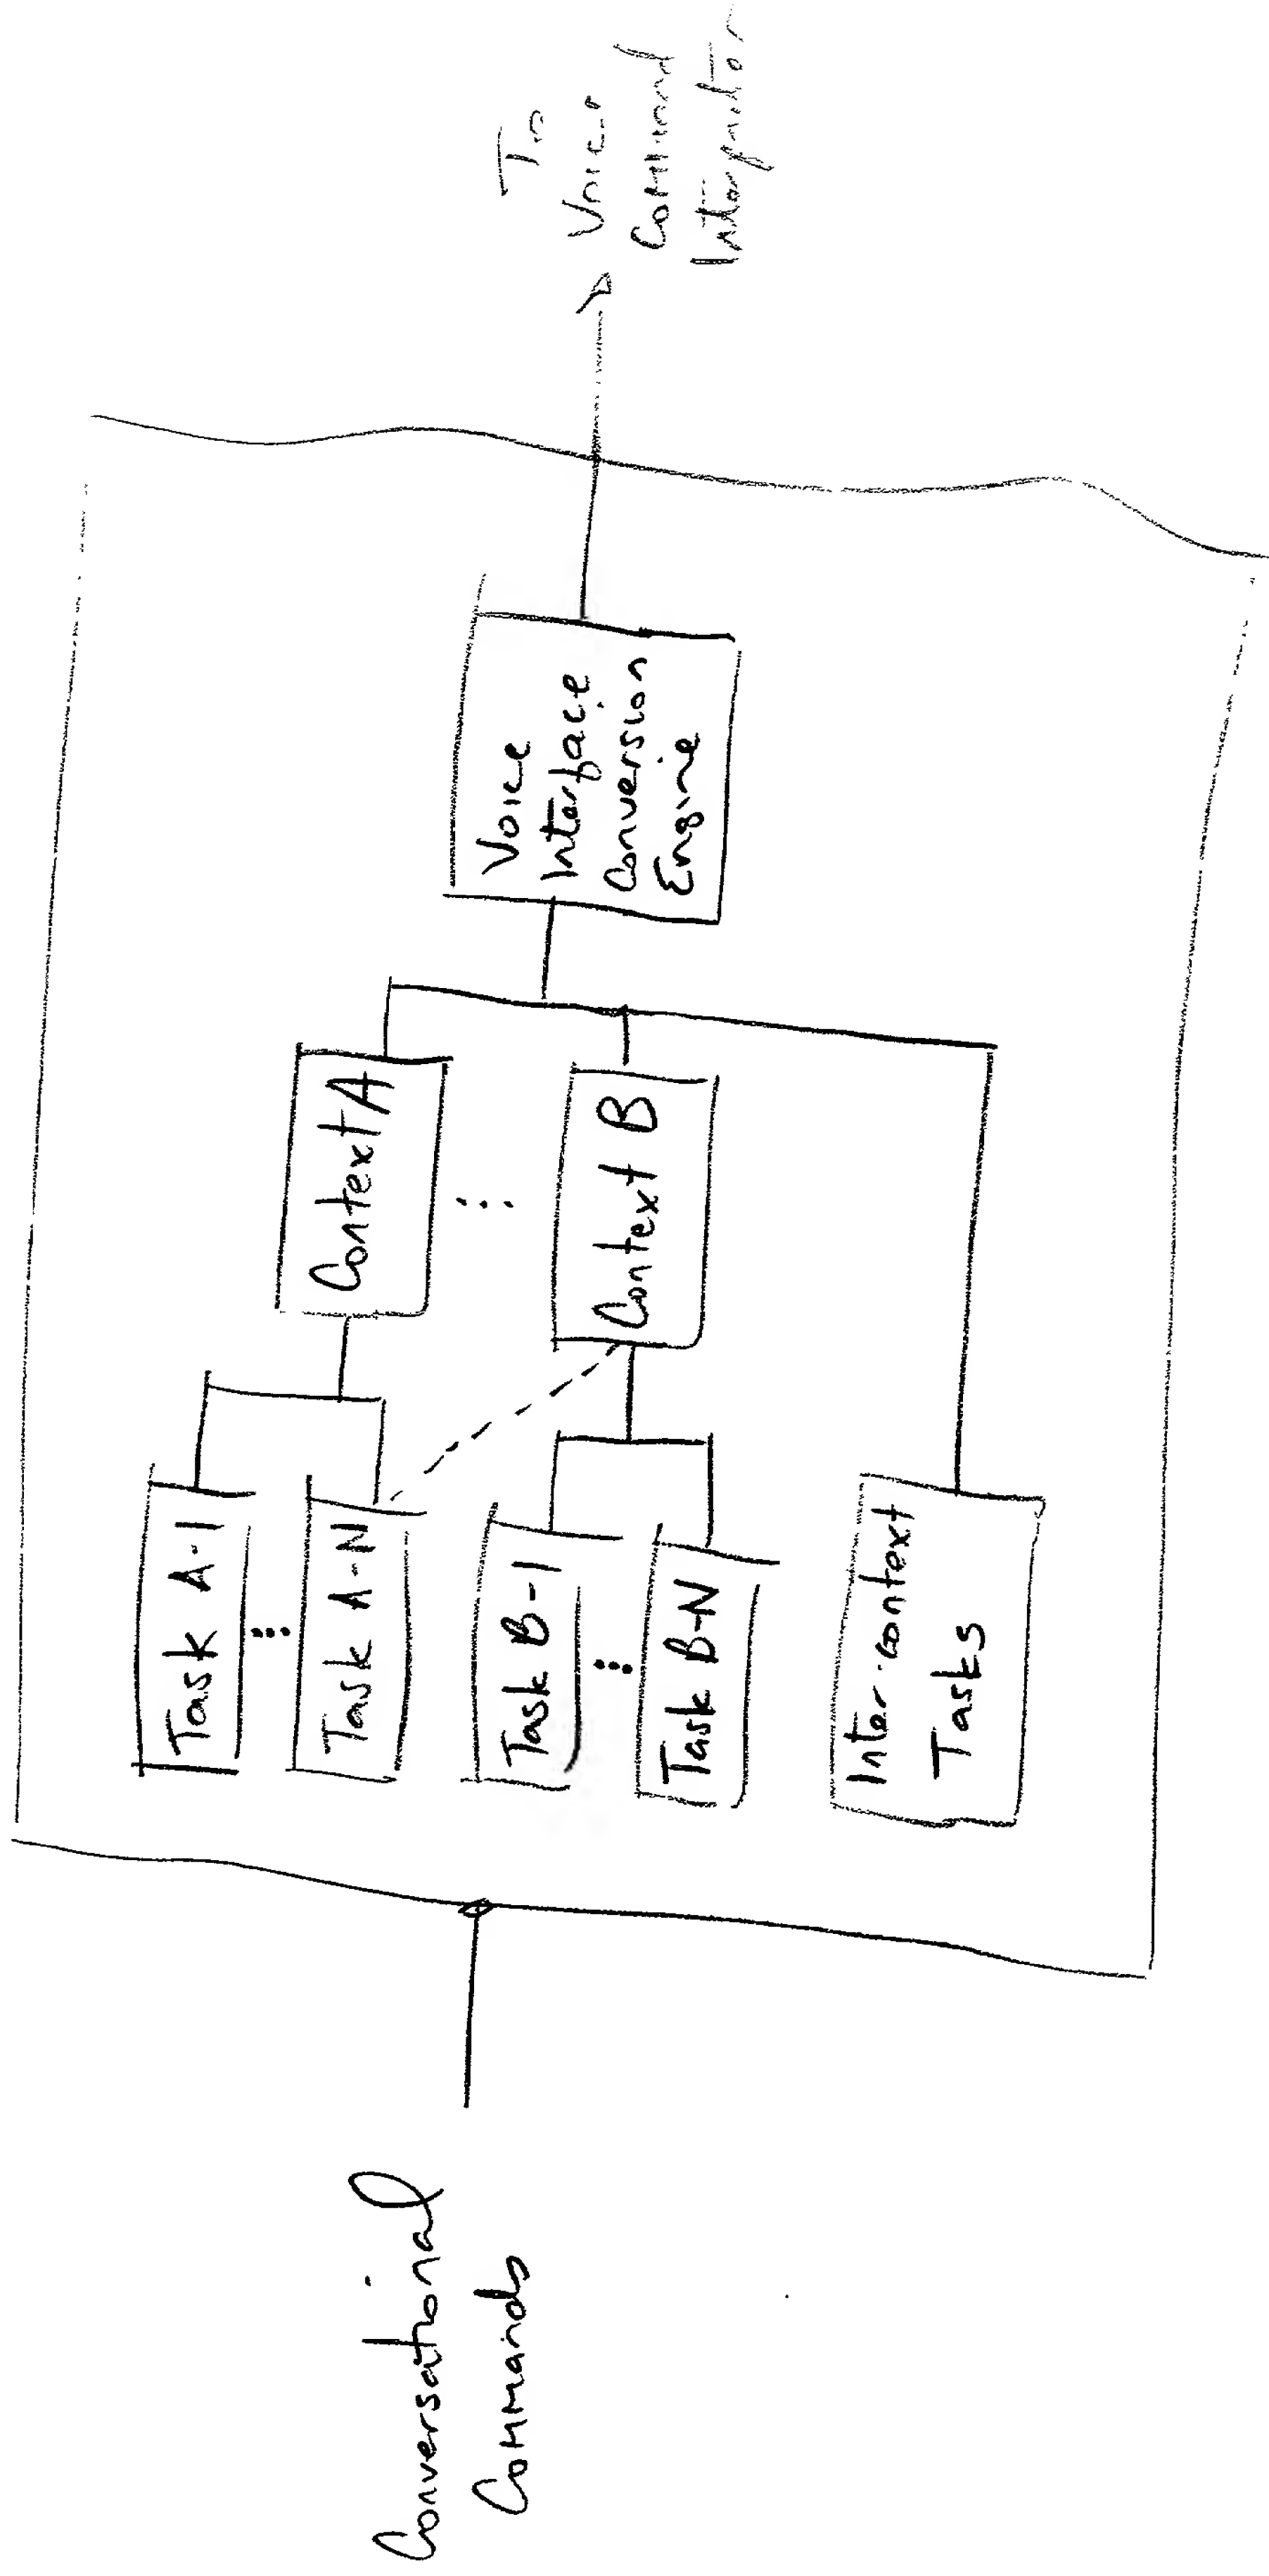 Conversational
Commands
Task A-1
Task A-N
Task B-1
Task B-N
Inter-context
Tasks
Context A
Context B
Voice
Interface
Conversion
Engine
To
Voice
Command
Interpretor